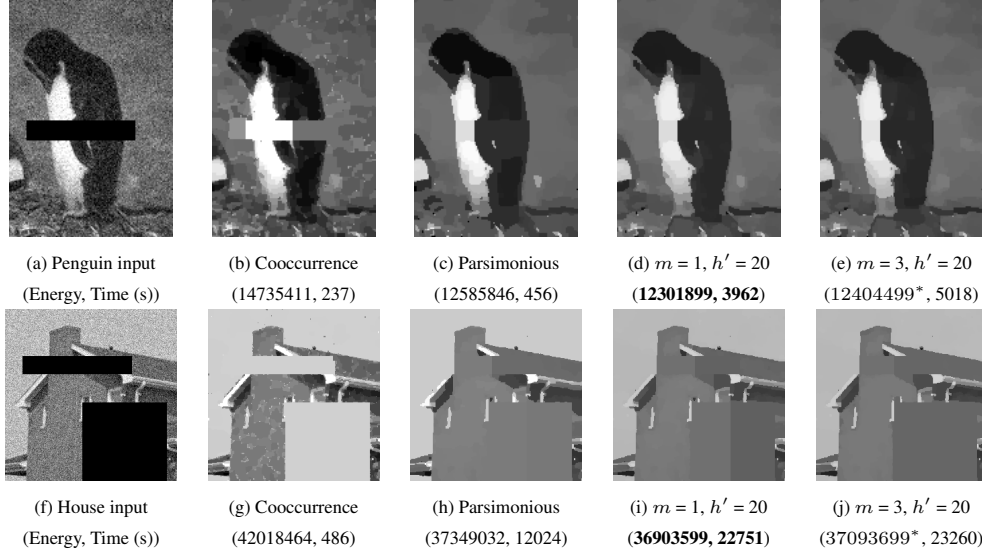 (a) Penguin input (b) Cooccurrence (c) Parsimonious (d) m = 1, h′ = 20 (e) m = 3, h′ = 20
(Energy, Time (s)) (14735411, 237) (12585846, 456) (12301899, 3962) (12404499*, 5018)
(f) House input (g) Cooccurrence (h) Parsimonious (i) m = 1, h′ = 20 (j) m = 3, h′ = 20
(Energy, Time (s)) (42018464, 486) (37349032, 12024) (36903599, 22751) (37093699*, 23260)